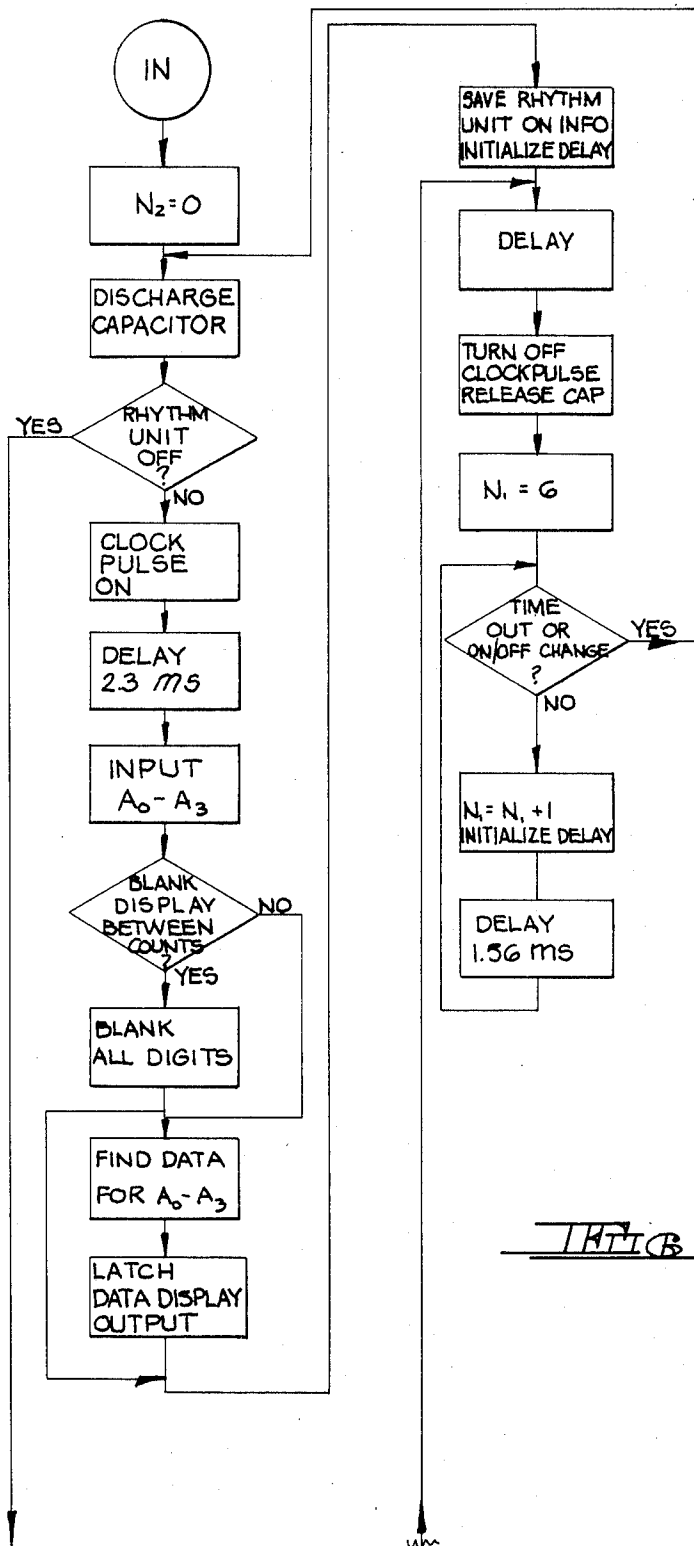 IN
N₂=0
DISCHARGE
CAPACITOR
RHYTHM
UNIT
OFF
?
YES
NO
CLOCK
PULSE
ON
DELAY
2.3 MS
INPUT
A₀-A₃
BLANK
DISPLAY
BETWEEN
COUNTS
?
NO
YES
BLANK
ALL DIGITS
FIND DATA
FOR A₀-A₃
LATCH
DATA DISPLAY
OUTPUT
SAVE RHYTHM
UNIT ON INFO
INITIALIZE DELAY
DELAY
TURN OFF
CLOCKPULSE
RELEASE CAP
N₁ = 6
TIME
OUT OR
ON/OFF CHANGE
?
YES
NO
N₁ = N₁ +1
INITIALIZE DELAY
DELAY
1.56 MS